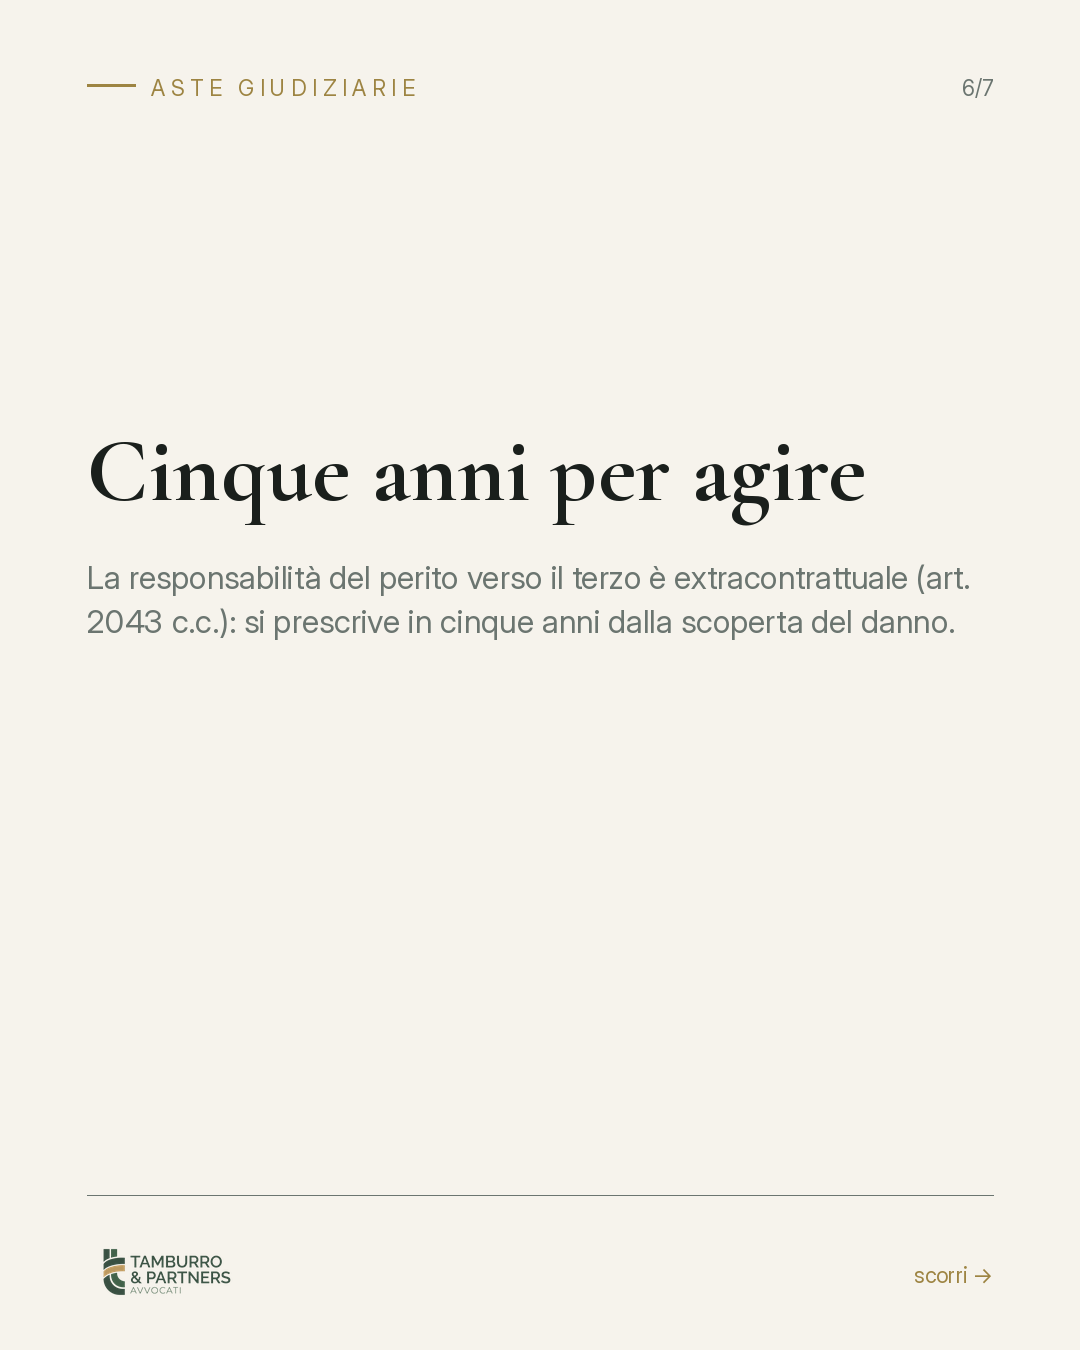 ASTE GIUDIZIARIE
6/7
Cinque anni per agire
La responsabilità del perito verso il terzo è extracontrattuale (art.
2043 c.c.): si prescrive in cinque anni dalla scoperta del danno.
TAMBURRO
& PARTNERS
AVVOCATI
scorri →